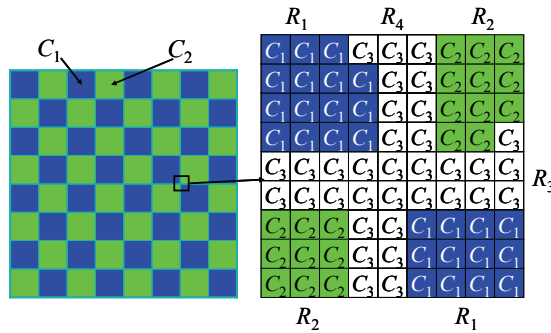 R₁ R₄ R₂
C₁ C₂
C₁ C₁ C₁ C₃ C₃ C₃ C₂ C₂ C₂
C₁ C₁ C₁ C₁ C₃ C₃ C₂ C₂ C₂
C₁ C₁ C₁ C₁ C₃ C₃ C₂ C₂ C₂
C₁ C₁ C₁ C₁ C₃ C₃ C₂ C₂ C₃
C₃ C₃ C₃ C₃ C₃ C₃ C₃ C₃ C₃
R₃
C₃ C₃ C₃ C₃ C₃ C₃ C₃ C₃ C₃
C₂ C₂ C₂ C₃ C₃ C₁ C₁ C₁ C₁
C₂ C₂ C₂ C₃ C₃ C₁ C₁ C₁ C₁
C₂ C₂ C₂ C₃ C₃ C₁ C₁ C₁ C₁
R₂ R₁